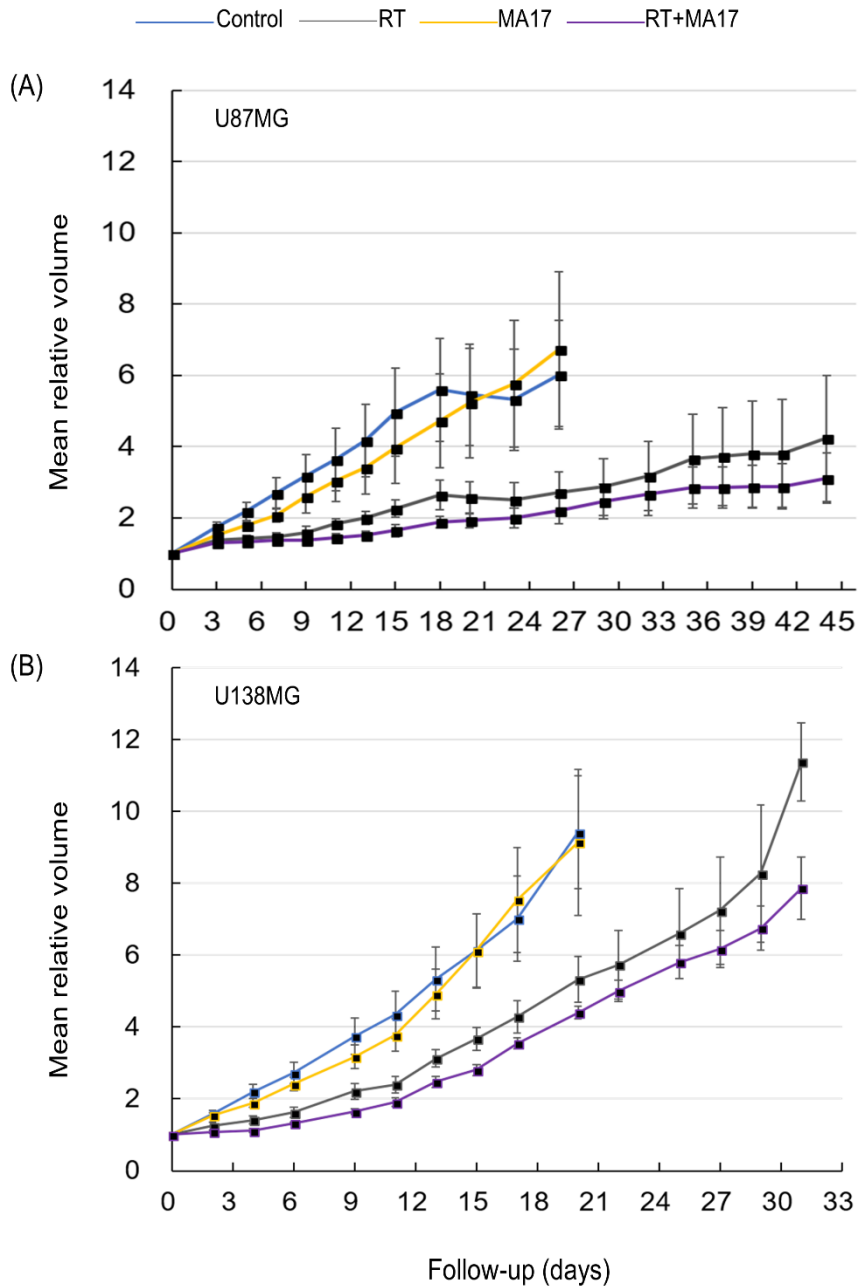 Control RT MA17 RT+MA17
(A)
U87MG
Mean relative volume
14
12
10
8
6
4
2
0
0 3 6 9 12 15 18 21 24 27 30 33 36 39 42 45
(B)
U138MG
Mean relative volume
14
12
10
8
6
4
2
0
0 3 6 9 12 15 18 21 24 27 30 33
Follow-up (days)